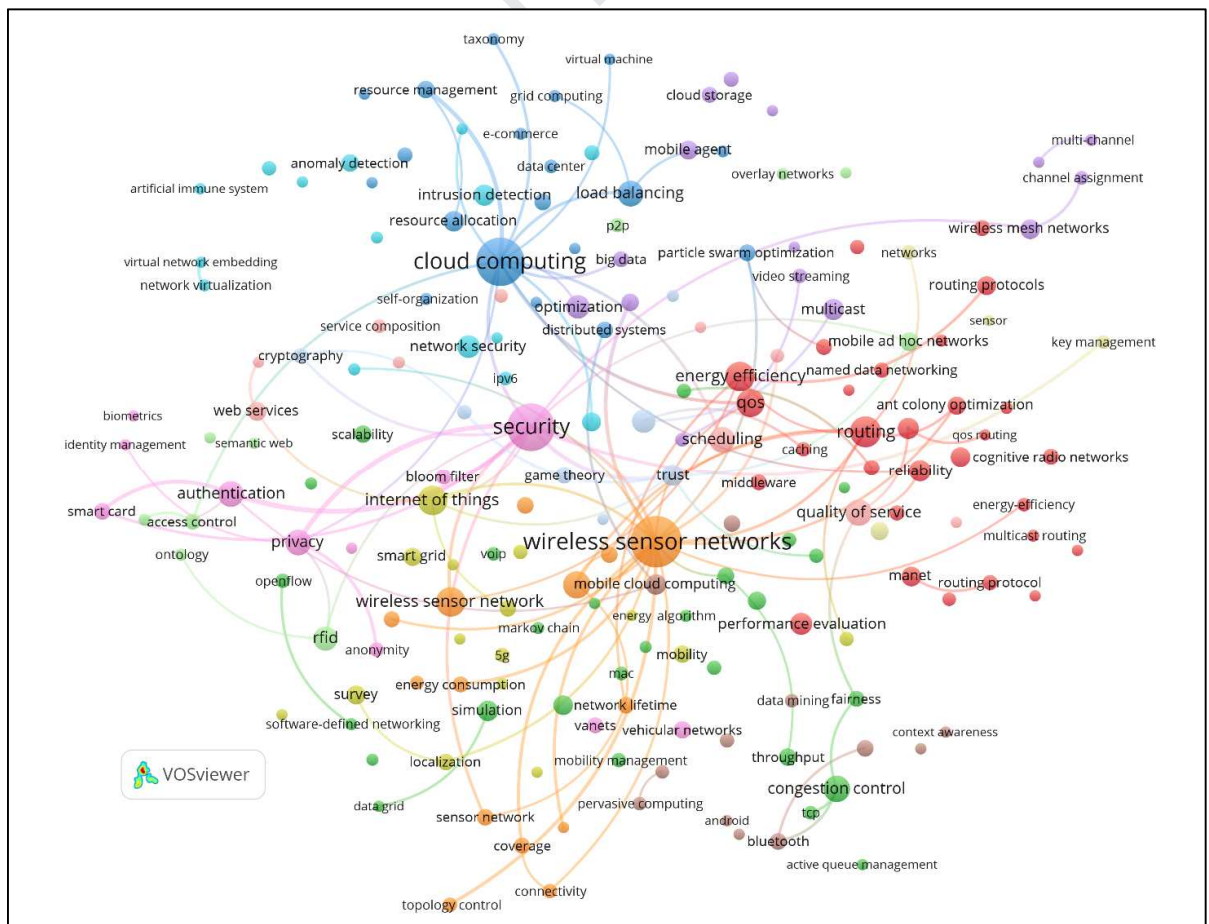 taxonomy
virtual machine
resource management
grid computing
cloud storage
e-commerce
multi-channel
mobile agent
anomaly detection
data center
overlay networks
channel assignment
artificial immune system
intrusion detection
load balancing
resource allocation
p2p
wireless mesh networks
cloud computing
big data
particle swarm optimization
networks
virtual network embedding
video streaming
network virtualization
routing protocols
self-organization
optimization
multicast
service composition
distributed systems
sensor
network security
mobile ad hoc networks
key management
cryptography
ipv6
energy efficiency
named data networking
qos
ant colony optimization
biometrics
web services
security
scheduling
routing
qos routing
identity management
semantic web
scalability
caching
cognitive radio networks
bloom filter
game theory
trust
reliability
middleware
authentication
internet of things
energy-efficiency
smart card
access control
quality of service
privacy
wireless sensor networks
multicast routing
ontology
smart grid
voip
openflow
mobile cloud computing
manet
routing protocol
wireless sensor network
energy
algorithm
performance evaluation
markov chain
rfid
anonymity
5g
mobility
mac
energy consumption
survey
data mining
fairness
simulation
network lifetime
software-defined networking
vanets
vehicular networks
context awareness
localization
mobility management
throughput
VOSviewer
congestion control
data grid
pervasive computing
sensor network
android
tcp
bluetooth
coverage
active queue management
connectivity
topology control